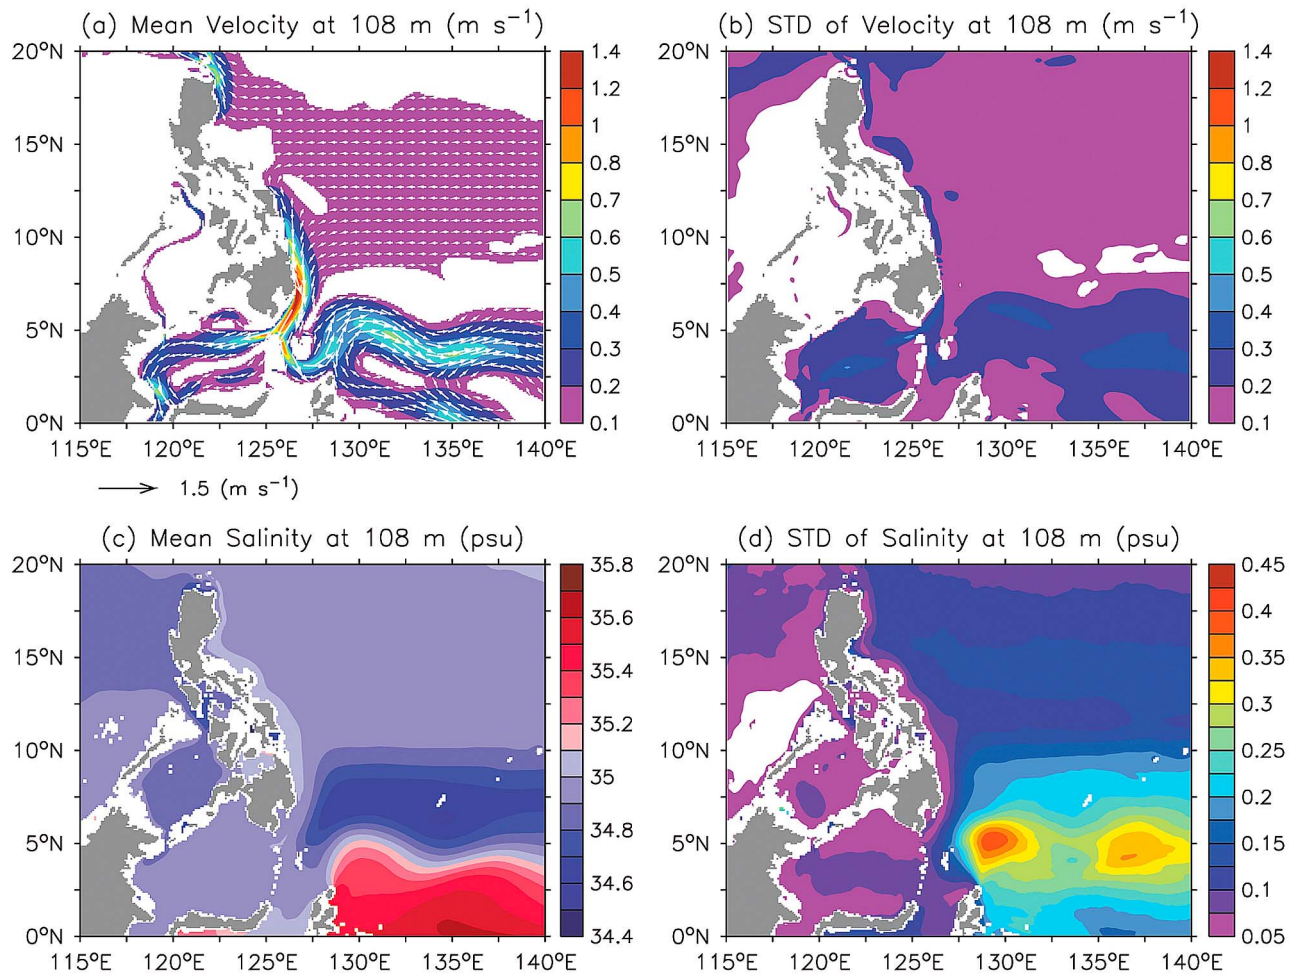 (a) Mean Velocity at 108 m (m s⁻¹)
(b) STD of Velocity at 108 m (m s⁻¹)
20°N
15°N
10°N
5°N
0°N
115°E 120°E 125°E 130°E 135°E 140°E
1.4
1.2
1
0.8
0.7
0.6
0.5
0.4
0.3
0.2
0.1
20°N
15°N
10°N
5°N
0°N
115°E 120°E 125°E 130°E 135°E 140°E
1.4
1.2
1
0.8
0.7
0.6
0.5
0.4
0.3
0.2
0.1
1.5 (m s⁻¹)
(c) Mean Salinity at 108 m (psu)
(d) STD of Salinity at 108 m (psu)
20°N
15°N
10°N
5°N
0°N
115°E 120°E 125°E 130°E 135°E 140°E
35.8
35.6
35.4
35.2
35
34.8
34.6
34.4
20°N
15°N
10°N
5°N
0°N
115°E 120°E 125°E 130°E 135°E 140°E
0.45
0.4
0.35
0.3
0.25
0.2
0.15
0.1
0.05